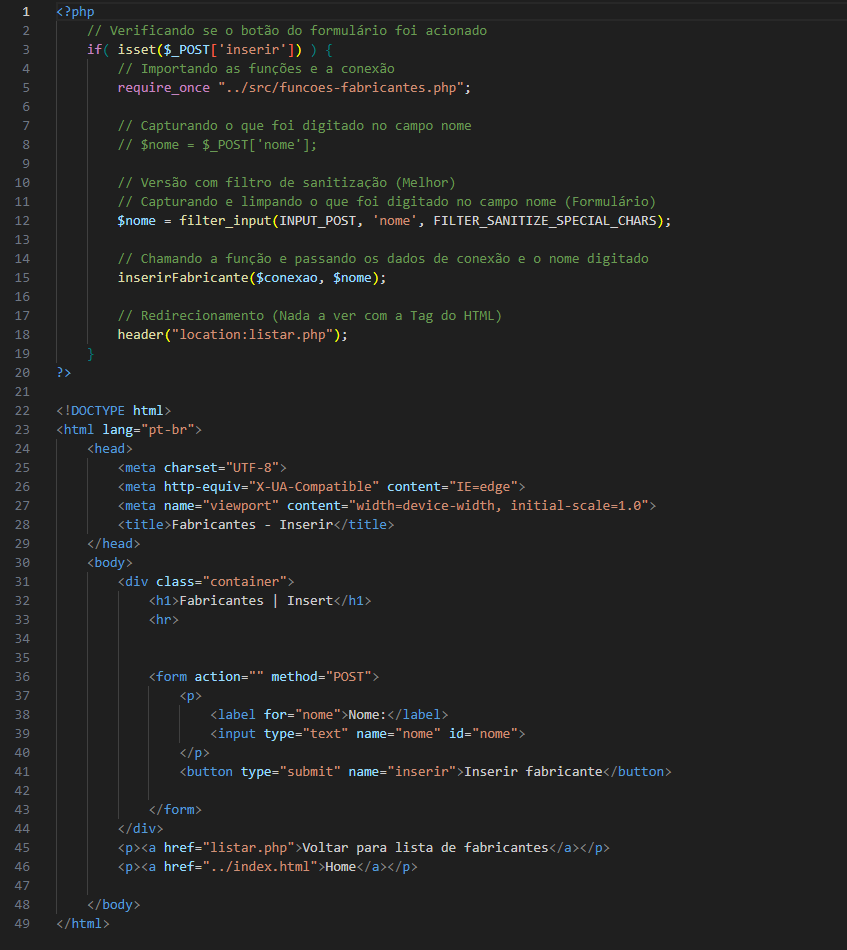 1 <?php
2 // Verificando se o botão do formulário foi acionado
3 if( isset($_POST['inserir']) ) {
4 // Importando as funções e a conexão
5 require_once "../src/funcoes-fabricantes.php";
6
7 // Capturando o que foi digitado no campo nome
8 // $nome = $_POST['nome'];
9
10 // Versão com filtro de sanitização (Melhor)
11 // Capturando e limpando o que foi digitado no campo nome (Formulário)
12 $nome = filter_input(INPUT_POST, 'nome', FILTER_SANITIZE_SPECIAL_CHARS);
13
14 // Chamando a função e passando os dados de conexão e o nome digitado
15 inserirFabricante($conexao, $nome);
16
17 // Redirecionamento (Nada a ver com a Tag do HTML)
18 header("location:listar.php");
19 }
20 ?>
21
22 <!DOCTYPE html>
23 <html lang="pt-br">
24 <head>
25 <meta charset="UTF-8">
26 <meta http-equiv="X-UA-Compatible" content="IE=edge">
27 <meta name="viewport" content="width=device-width, initial-scale=1.0">
28 <title>Fabricantes - Inserir</title>
29 </head>
30 <body>
31 <div class="container">
32 <h1>Fabricantes | Insert</h1>
33 <hr>
34
35
36 <form action="" method="POST">
37 <p>
38 <label for="nome">Nome:</label>
39 <input type="text" name="nome" id="nome">
40 </p>
41 <button type="submit" name="inserir">Inserir fabricante</button>
42
43 </form>
44 </div>
45 <p><a href="listar.php">Voltar para lista de fabricantes</a></p>
46 <p><a href="../index.html">Home</a></p>
47
48 </body>
49 </html>